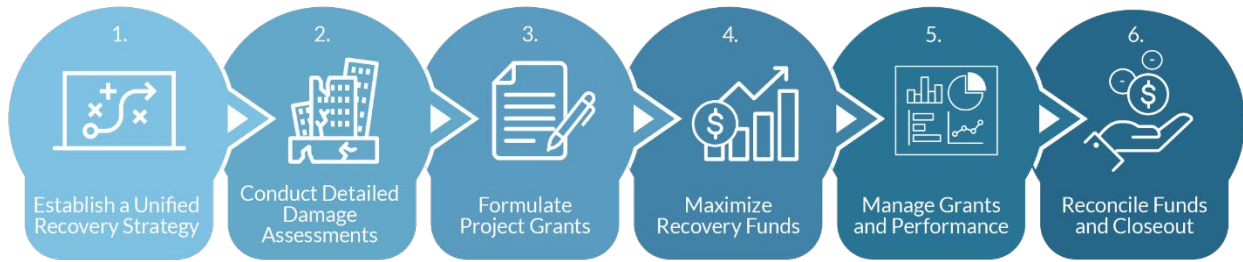 1.
Establish a Unified
Recovery Strategy
2.
Conduct Detailed
Damage
Assessments
3.
Formulate
Project Grants
4.
$
Maximize
Recovery Funds
5.
Manage Grants
and Performance
6.
$
Reconcile Funds
and Closeout